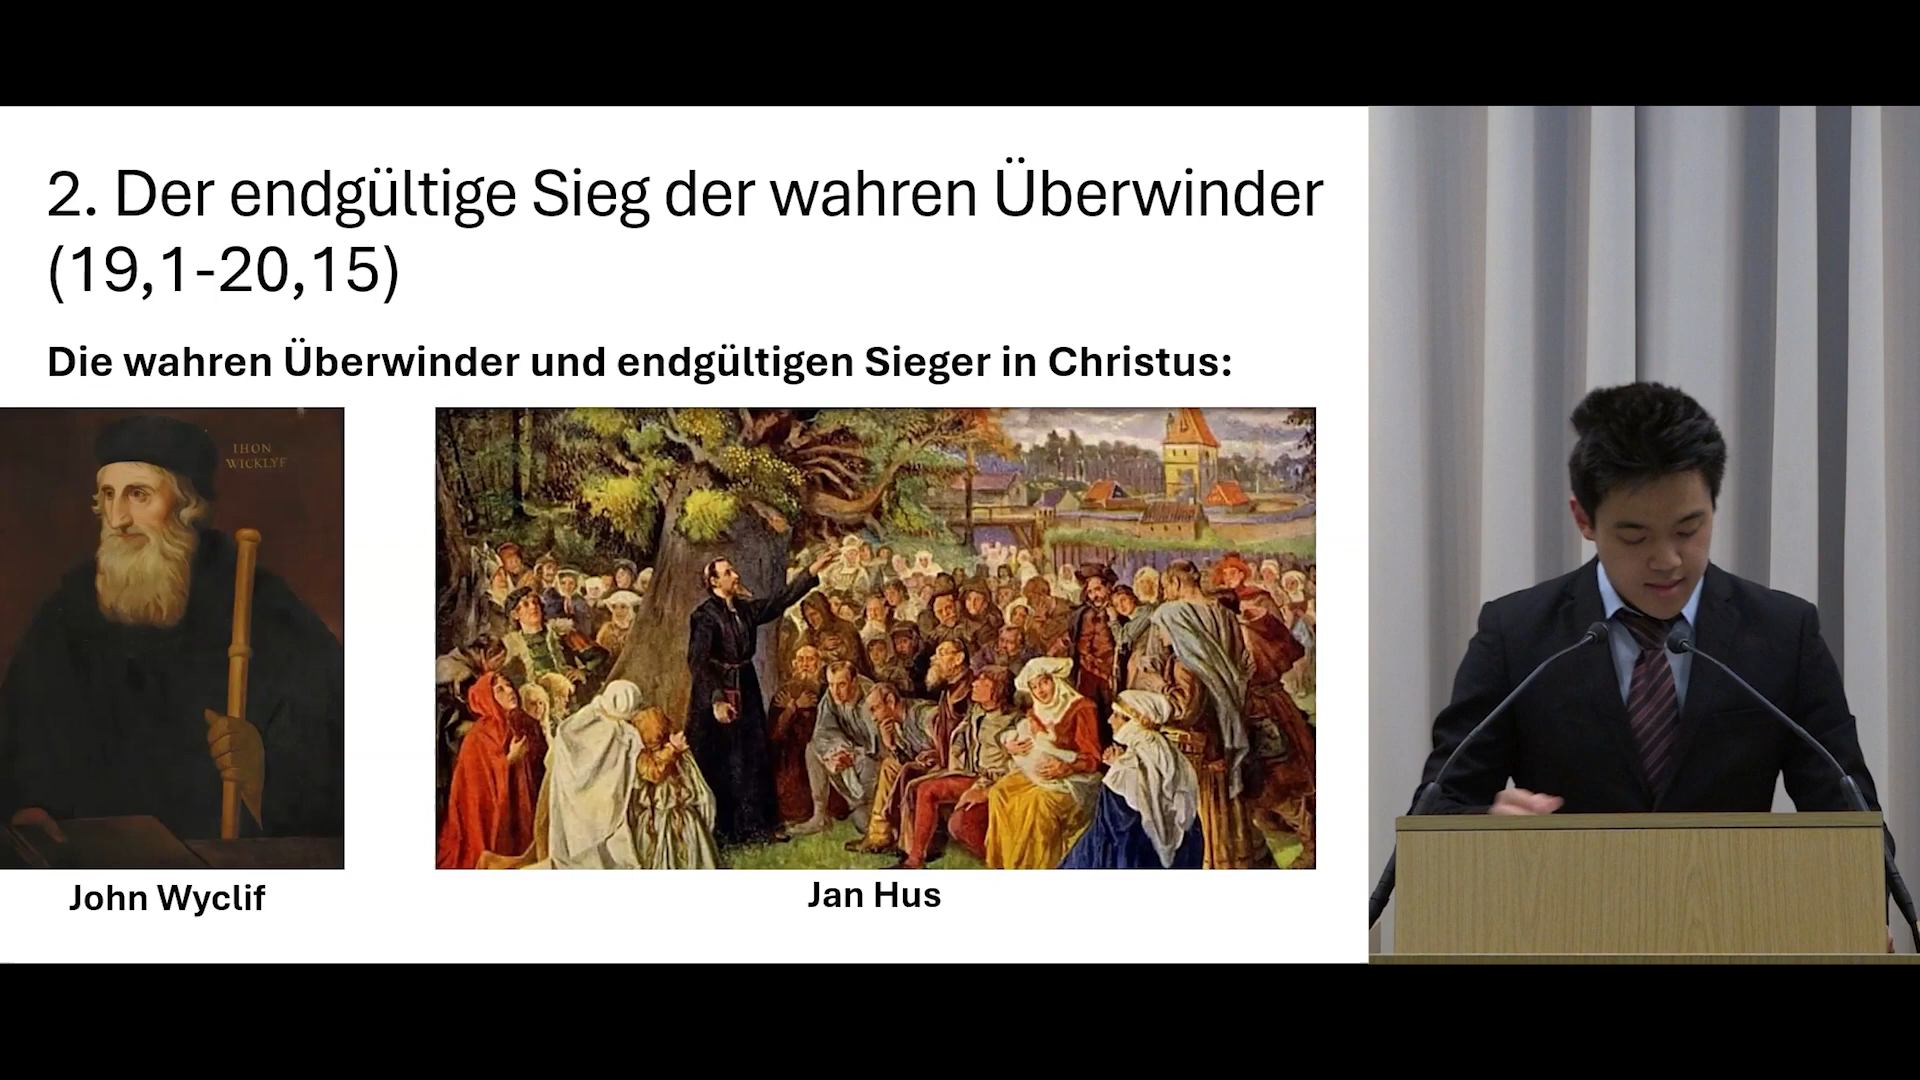 2. Der endgültige Sieg der wahren Überwinder
(19,1-20,15)
Die wahren Überwinder und endgültigen Sieger in Christus:
IHON
WICKLYF
John Wyclif
Jan Hus